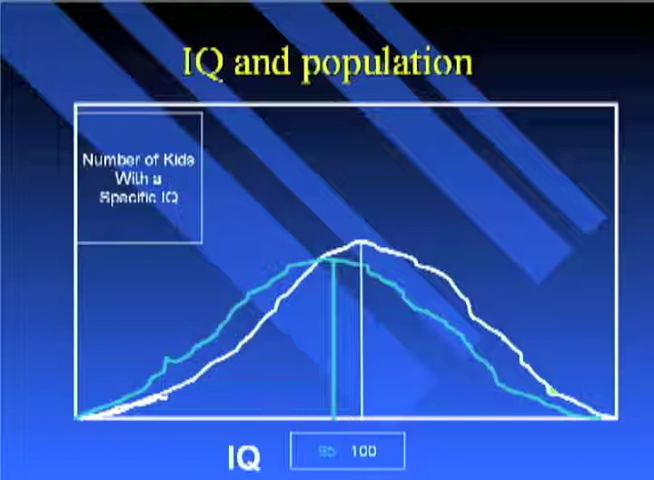 IQ and population
Number of Kids
With a
Specific IQ
IQ
95 100